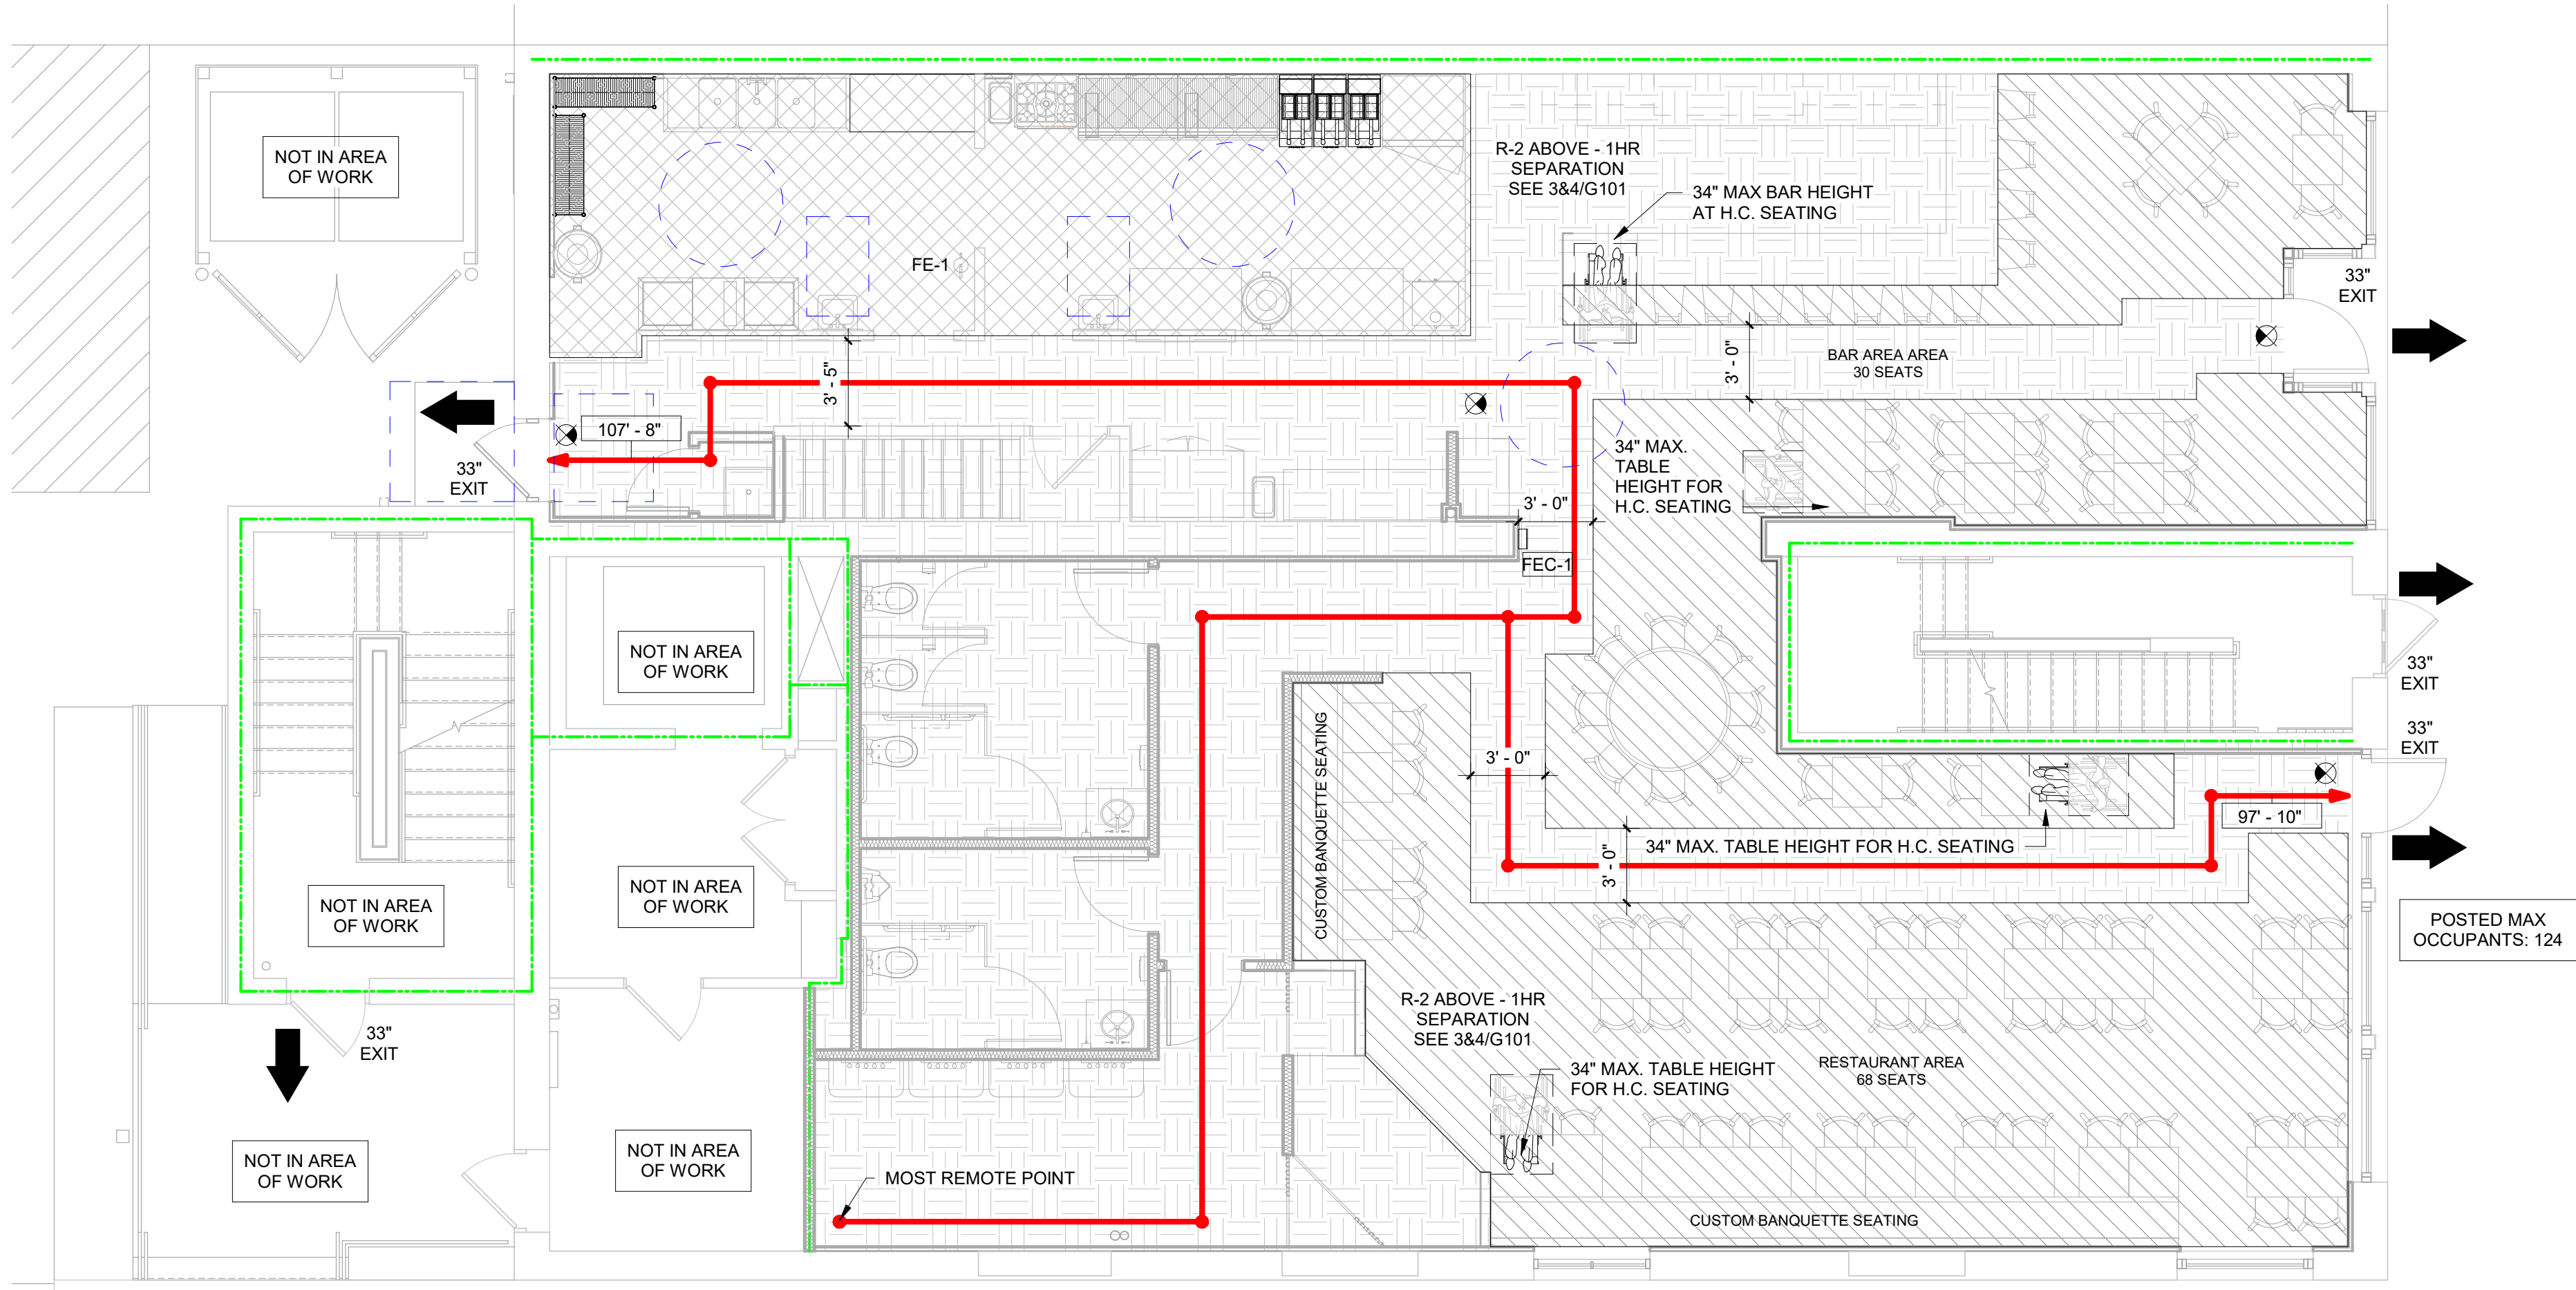 NOT IN AREA
OF WORK
R-2 ABOVE - 1HR
SEPARATION
SEE 3&4/G101
34" MAX BAR HEIGHT
AT H.C. SEATING
FE-1
33"
EXIT
3' - 5"
3' - 0"
BAR AREA AREA
30 SEATS
107' - 8"
33"
EXIT
34" MAX.
TABLE
HEIGHT FOR
H.C. SEATING
3' - 0"
FEC-1
NOT IN AREA
OF WORK
33"
EXIT
33"
EXIT
CUSTOM BANQUETTE SEATING
3' - 0"
97' - 10"
34" MAX. TABLE HEIGHT FOR H.C. SEATING
3' - 0"
NOT IN AREA
OF WORK
NOT IN AREA
OF WORK
POSTED MAX
OCCUPANTS: 124
R-2 ABOVE - 1HR
SEPARATION
SEE 3&4/G101
33"
EXIT
RESTAURANT AREA
68 SEATS
34" MAX. TABLE HEIGHT
FOR H.C. SEATING
NOT IN AREA
OF WORK
NOT IN AREA
OF WORK
MOST REMOTE POINT
CUSTOM BANQUETTE SEATING